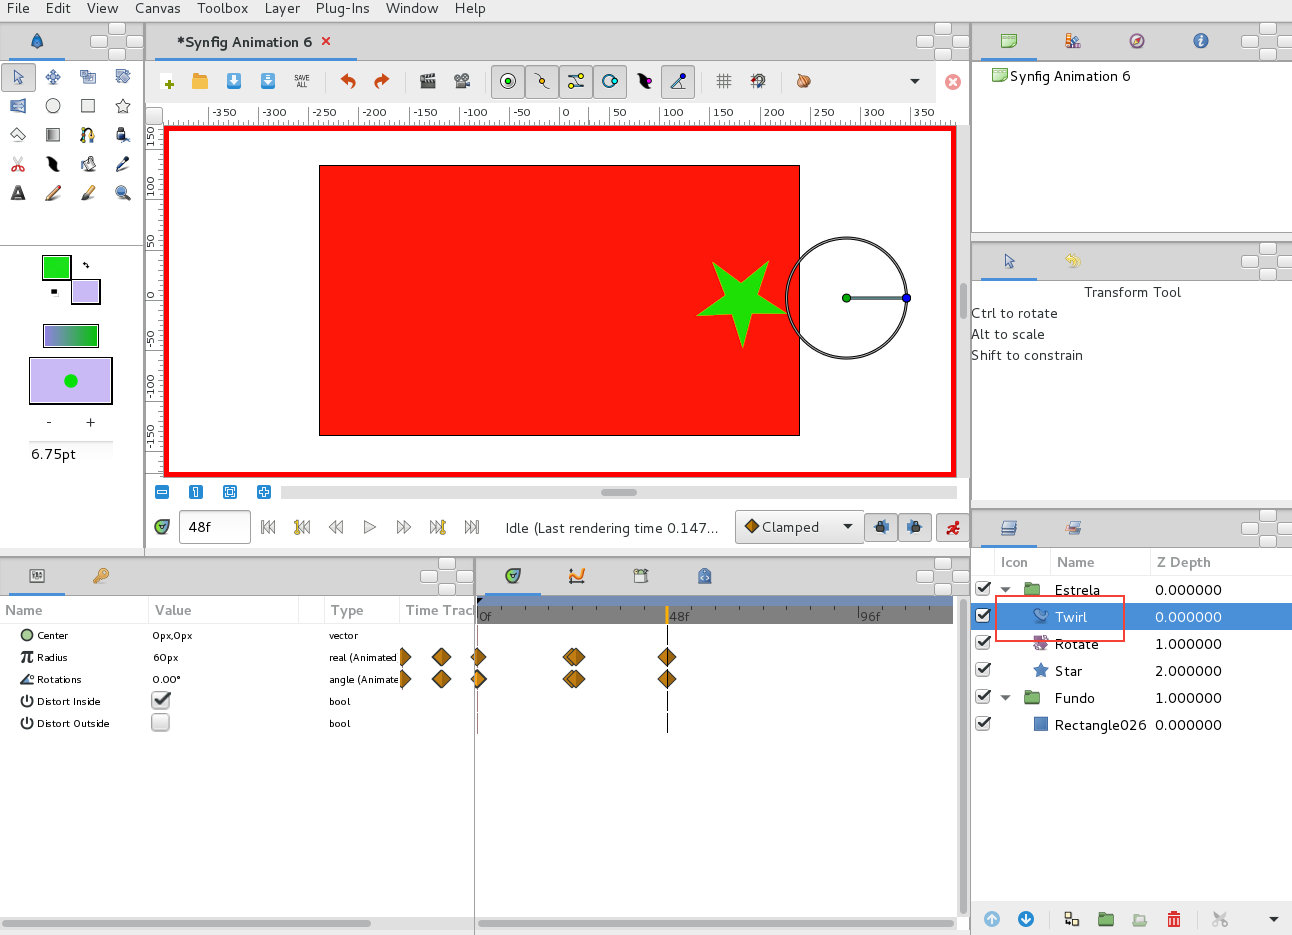 File Edit View Canvas Toolbox Layer Plug-Ins Window Help
*Synfig Animation 6
SAVE ALL
-350 -300 -250 -200 -150 -100 -50 0 50 100 150 200 250 300 350
150
100
50
0
-50
-100
-150
- +
6.75pt
48f
Idle (Last rendering time 0.147...
Clamped
Synfig Animation 6
Transform Tool
Ctrl to rotate
Alt to scale
Shift to constrain
Name Value Type Time Trac
0f 48f 96f
Center 0px,0px vector
Radius 60px real (Animated
Rotations 0.00° angle (Animate
Distort Inside bool
Distort Outside bool
Icon Name Z Depth
Estrela 0.000000
Twirl 0.000000
Rotate 1.000000
Star 2.000000
Fundo 1.000000
Rectangle026 0.000000